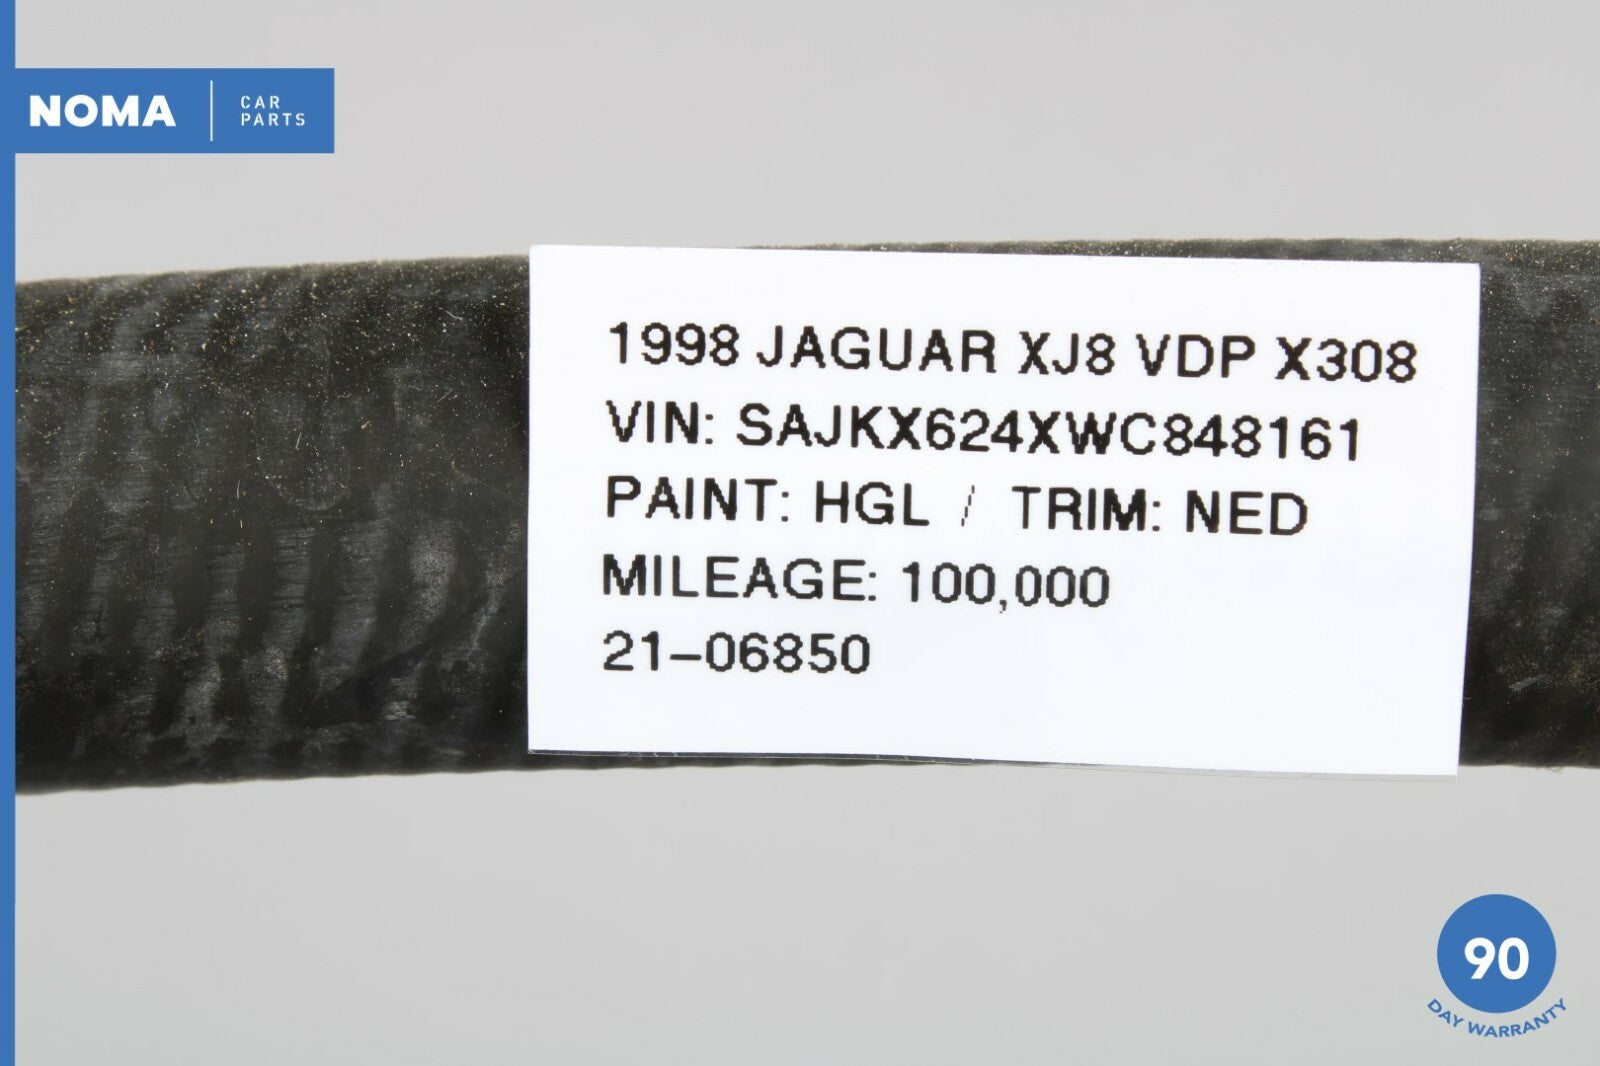 NOMA
CAR
PARTS
1998 JAGUAR XJ8 VDP X308
VIN: SAJKX624XWC848161
PAINT: HGL / TRIM: NED
MILEAGE: 100,000
21-06850
90
DAY WARRANTY